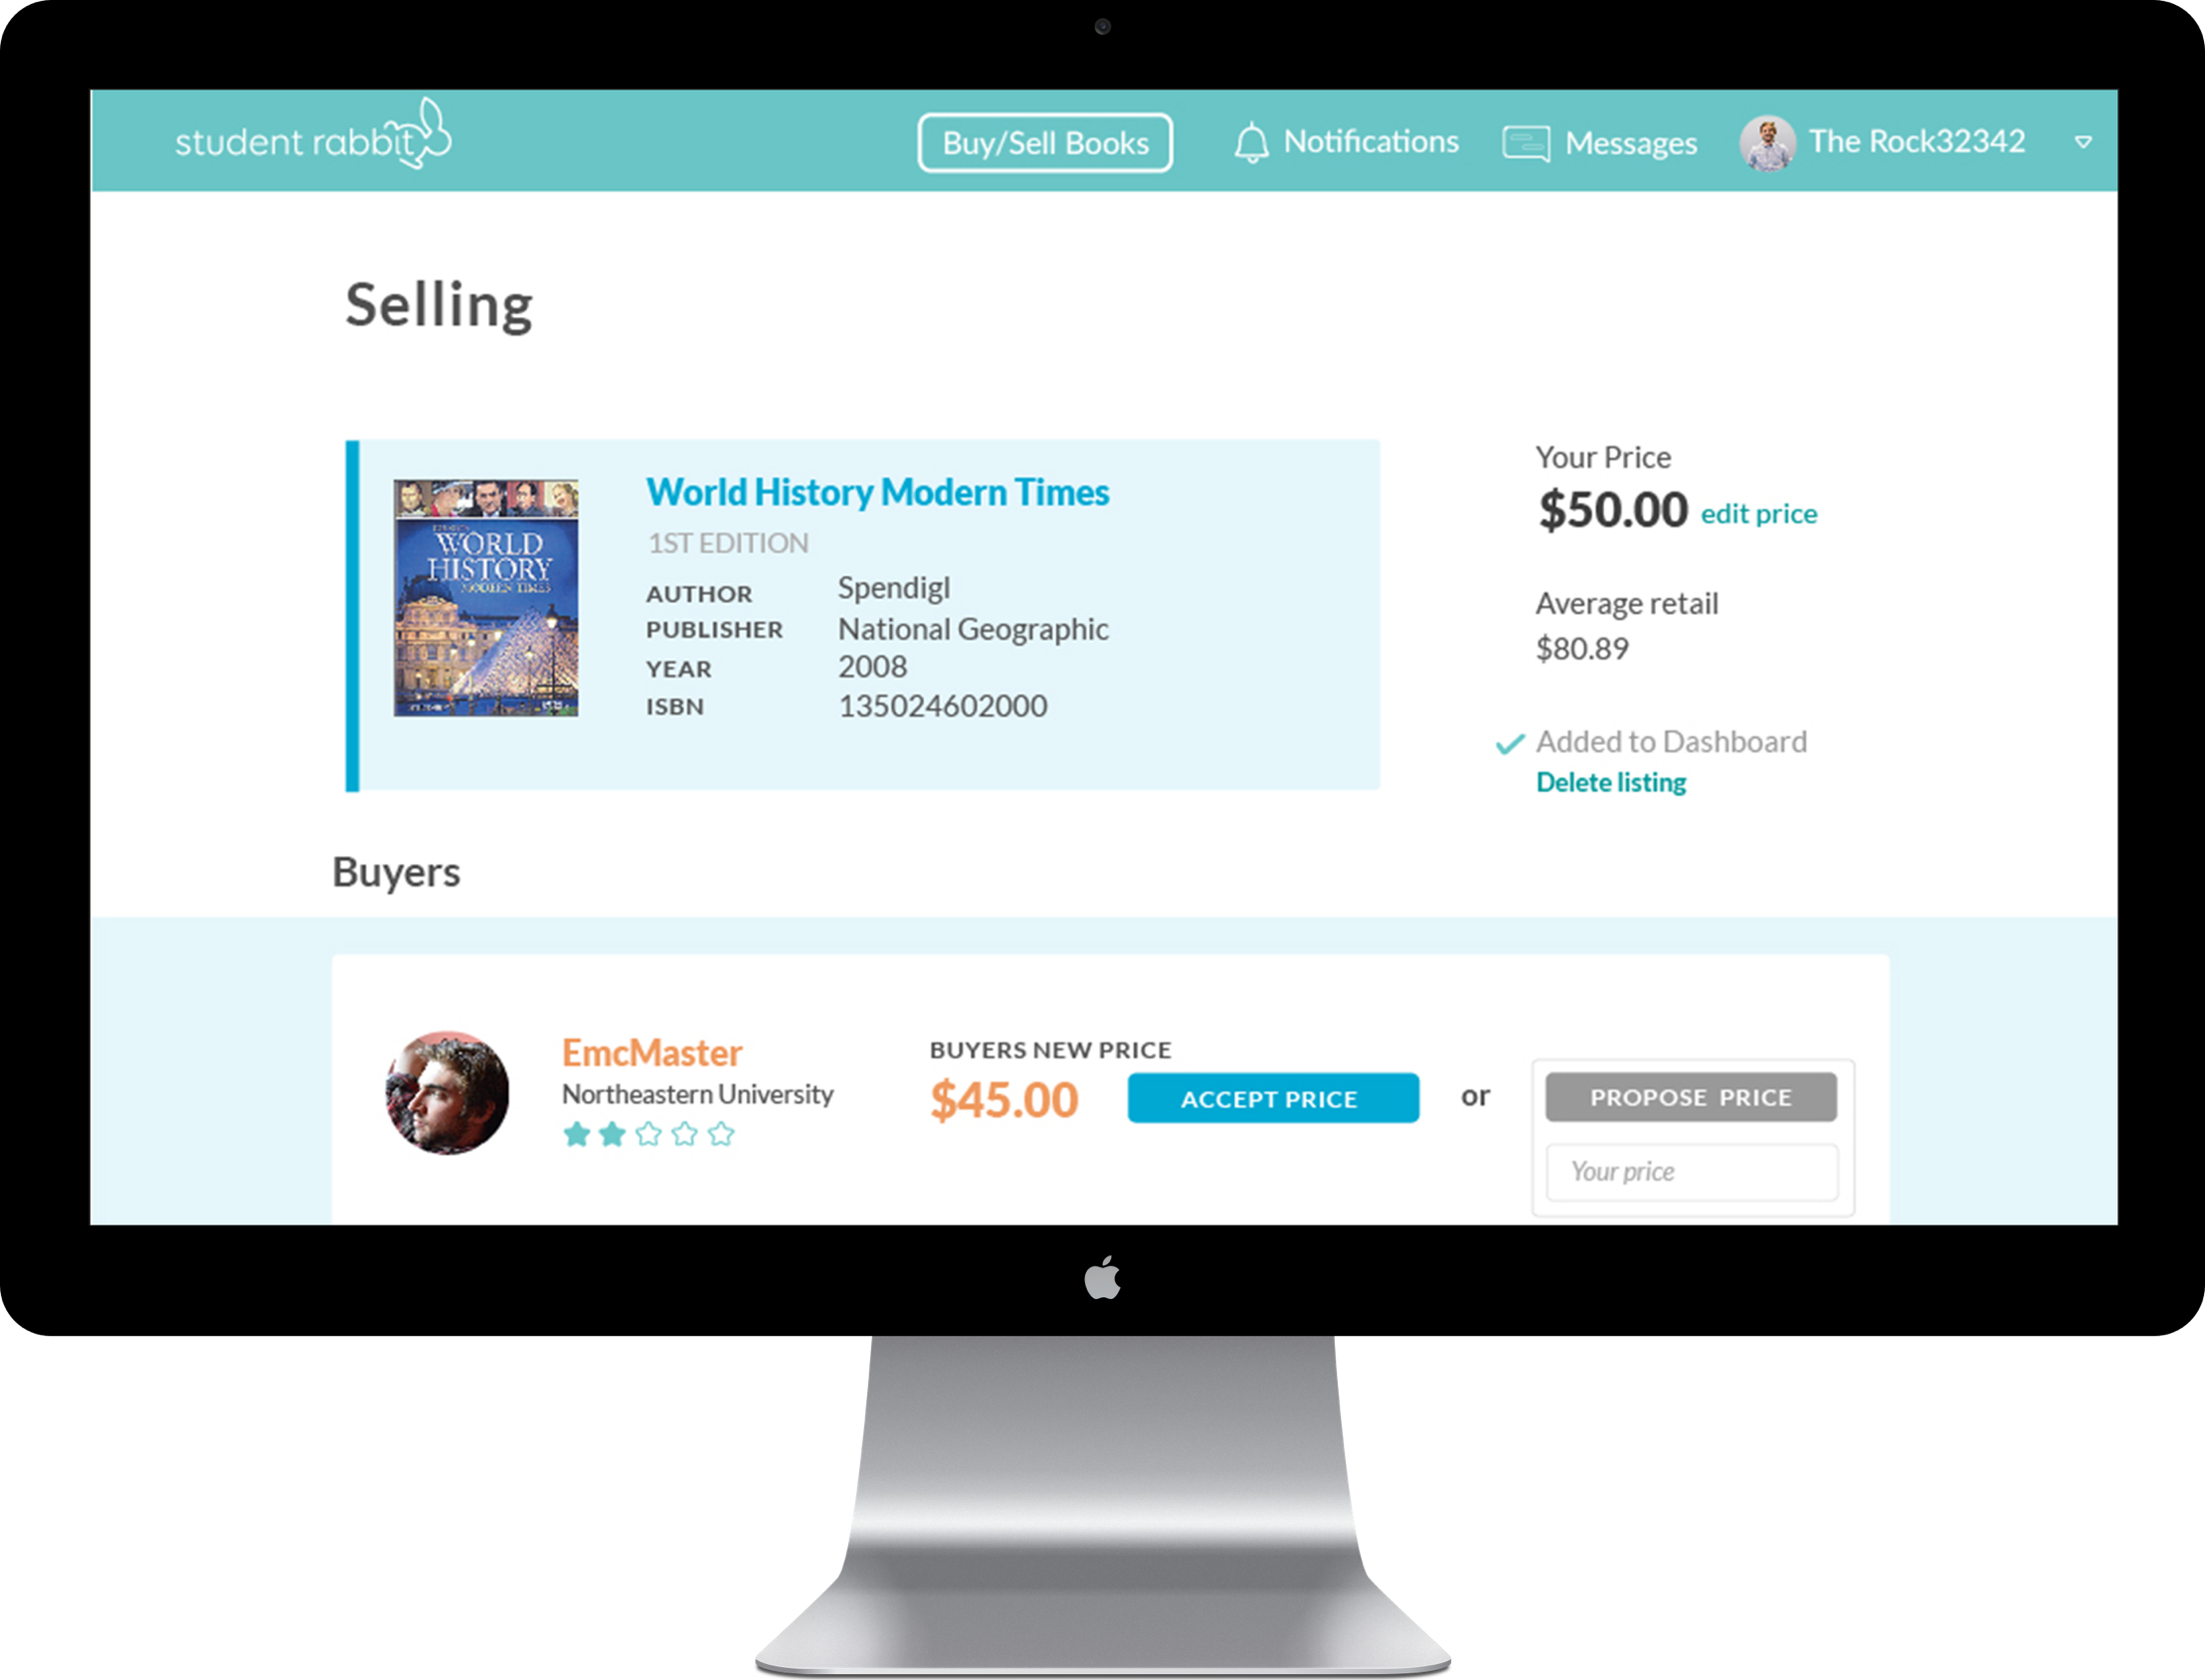 student rabbit
Buy/Sell Books
Notifications
Messages
The Rock32342
Selling
WORLD
HISTORY
MODERN TIMES
World History Modern Times
1ST EDITION
AUTHOR Spendigl
PUBLISHER National Geographic
YEAR 2008
ISBN 135024602000
Your Price
$50.00 edit price
Average retail
$80.89
Added to Dashboard
Delete listing
Buyers
EmcMaster
Northeastern University
BUYERS NEW PRICE
$45.00
ACCEPT PRICE
or
PROPOSE PRICE
Your price